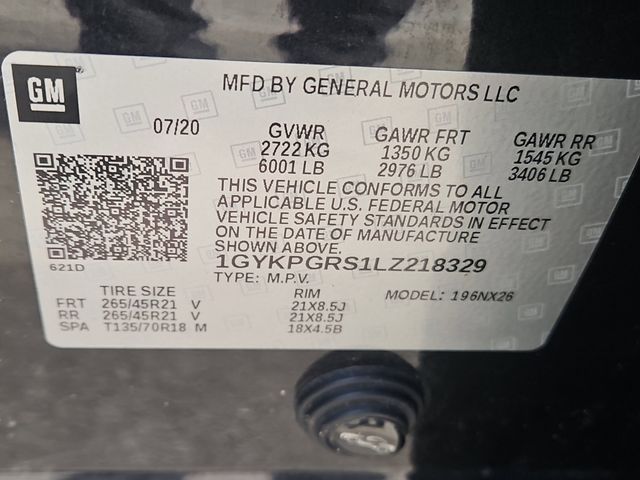 GM
MFD BY GENERAL MOTORS LLC
07/20
GVWR GAWR FRT GAWR RR
2722 KG 1350 KG 1545 KG
6001 LB 2976 LB 3406 LB
THIS VEHICLE CONFORMS TO ALL
APPLICABLE U.S. FEDERAL MOTOR
VEHICLE SAFETY STANDARDS IN EFFECT
ON THE DATE OF MANUFACTURE
SHOWN ABOVE.
621D
1GYKPGRS1LZ218329
TYPE: M.P.V. MODEL: 196NX26
TIRE SIZE RIM
FRT 265/45R21 V 21X8.5J
RR 265/45R21 V 21X8.5J
SPA T135/70R18 M 18X4.5B